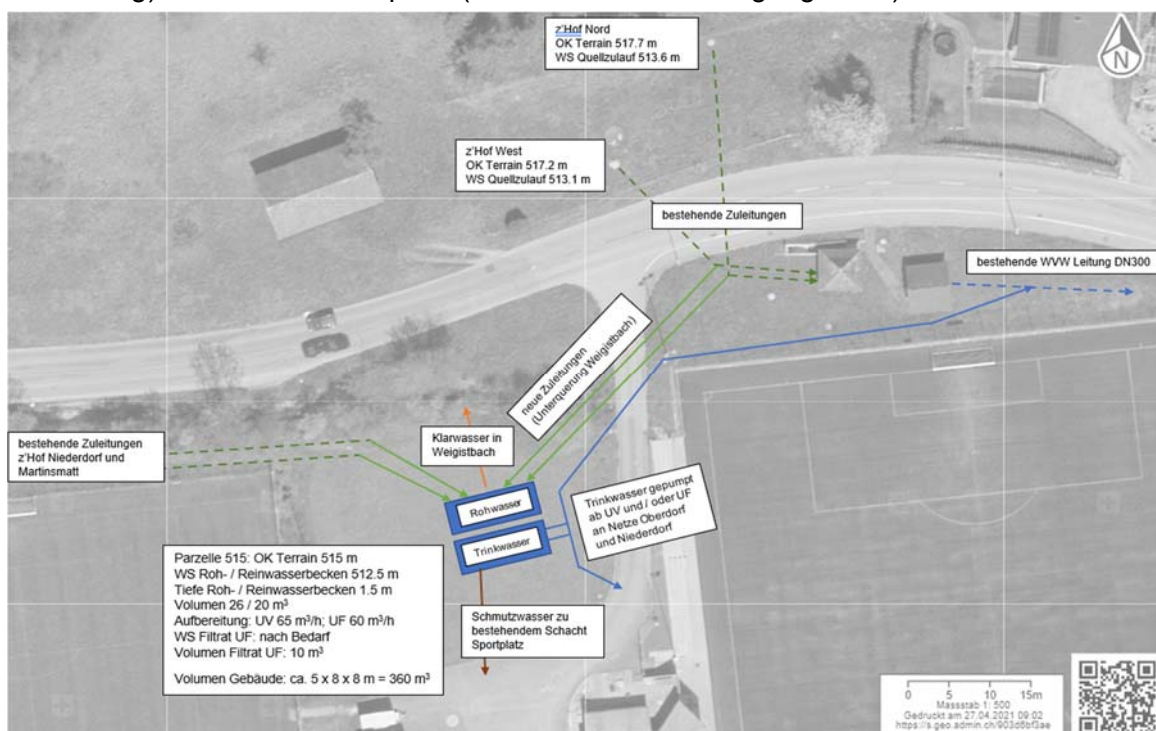 z'Hof Nord
OK Terrain 517.7 m
WS Quellzulauf 513.6 m
N
z'Hof West
OK Terrain 517.2 m
WS Quellzulauf 513.1 m
bestehende Zuleitungen
bestehende WVW Leitung DN300
neue Zuleitungen
(Unterquerung Weigistbach)
bestehende Zuleitungen
z'Hof Niederdorf und
Martinsmatt
Klarwasser in
Weigistbach
Rohwasser
Trinkwasser
Trinkwasser gepumpt
ab UV und / oder UF
an Netze Oberdorf
und Niederdorf
Parzelle 515: OK Terrain 515 m
WS Roh- / Reinwasserbecken 512.5 m
Tiefe Roh- / Reinwasserbecken 1.5 m
Volumen 26 / 20 m³
Aufbereitung: UV 65 m³/h; UF 60 m³/h
WS Filtrat UF: nach Bedarf
Volumen Filtrat UF: 10 m³
Volumen Gebäude: ca. 5 x 8 x 8 m = 360 m³
Schmutzwasser zu
bestehendem Schacht
Sportplatz
0 5 10 15m
Massstab 1: 500
Gedruckt am 27.04.2021 09:02